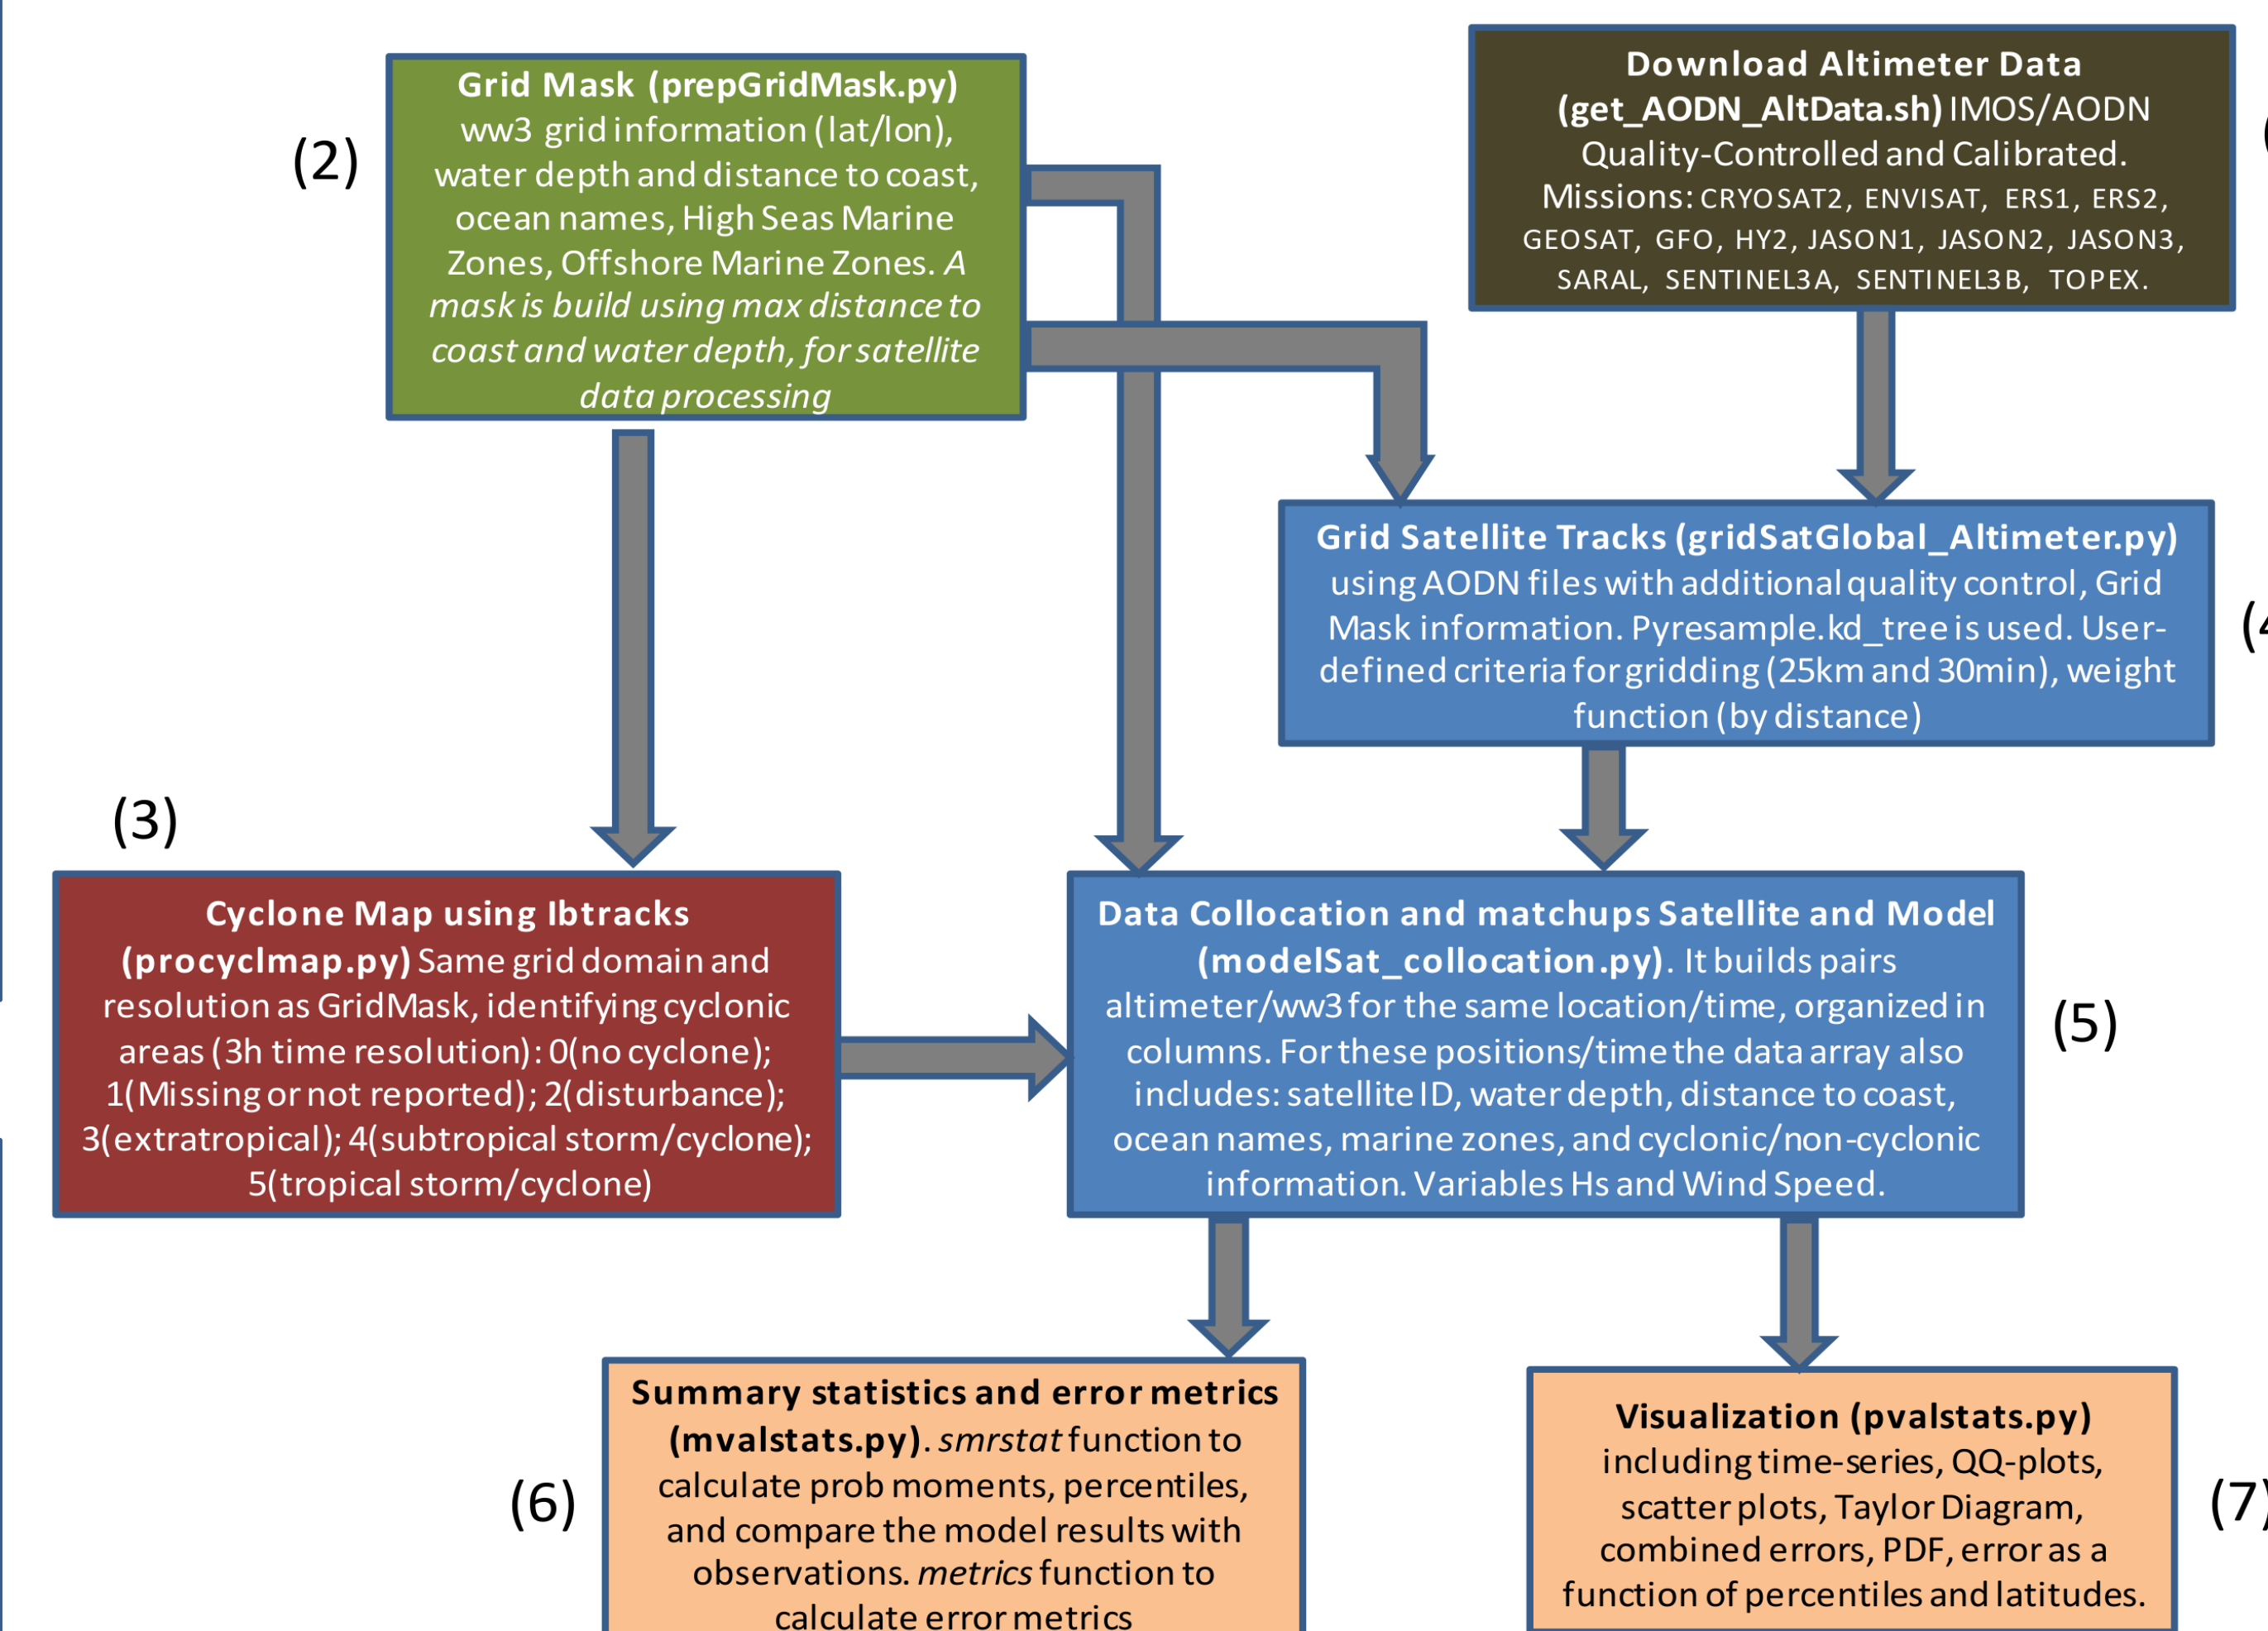 (2)
Grid Mask (prepGridMask.py)
ww3 grid information (lat/lon),
water depth and distance to coast,
ocean names, High Seas Marine
Zones, Offshore Marine Zones. A
mask is build using max distance to
coast and water depth, for satellite
data processing
Download Altimeter Data
(get_AODN_AltData.sh) IMOS/AODN
Quality-Controlled and Calibrated.
Missions: CRYOSAT2, ENVISAT, ERS1, ERS2,
GEOSAT, GFO, HY2, JASON1, JASON2, JASON3,
SARAL, SENTINEL3A, SENTINEL3B, TOPEX.
Grid Satellite Tracks (gridSatGlobal_Altimeter.py)
using AODN files with additional quality control, Grid
Mask information. Pyresample.kd_tree is used. User-
defined criteria for gridding (25km and 30min), weight
function (by distance)
(4
(3)
Cyclone Map using Ibtracks
(procyclmap.py) Same grid domain and
resolution as GridMask, identifying cyclonic
areas (3h time resolution): 0(no cyclone);
1(Missing or not reported); 2(disturbance);
3(extratropical); 4(subtropical storm/cyclone);
5(tropical storm/cyclone)
Data Collocation and matchups Satellite and Model
(modelSat_collocation.py). It builds pairs
altimeter/ww3 for the same location/time, organized in
columns. For these positions/time the data array also
includes: satellite ID, water depth, distance to coast,
ocean names, marine zones, and cyclonic/non-cyclonic
information. Variables Hs and Wind Speed.
(5)
(6)
Summary statistics and error metrics
(mvalstats.py). smrstat function to
calculate prob moments, percentiles,
and compare the model results with
observations. metrics function to
calculate error metrics
Visualization (pvalstats.py)
including time-series, QQ-plots,
scatter plots, Taylor Diagram,
combined errors, PDF, error as a
function of percentiles and latitudes.
(7)